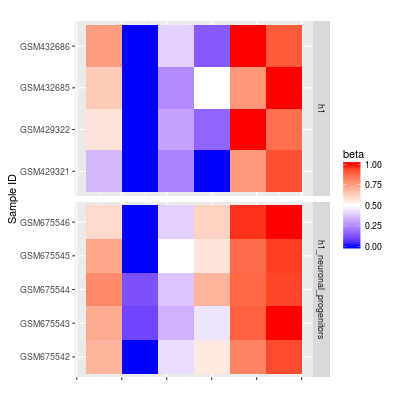 Sample ID
GSM432686
GSM432685
GSM429322
GSM429321
h1
GSM675546
GSM675545
GSM675544
GSM675543
GSM675542
h1_neuronal_progenitors
beta
1.00
0.75
0.50
0.25
0.00